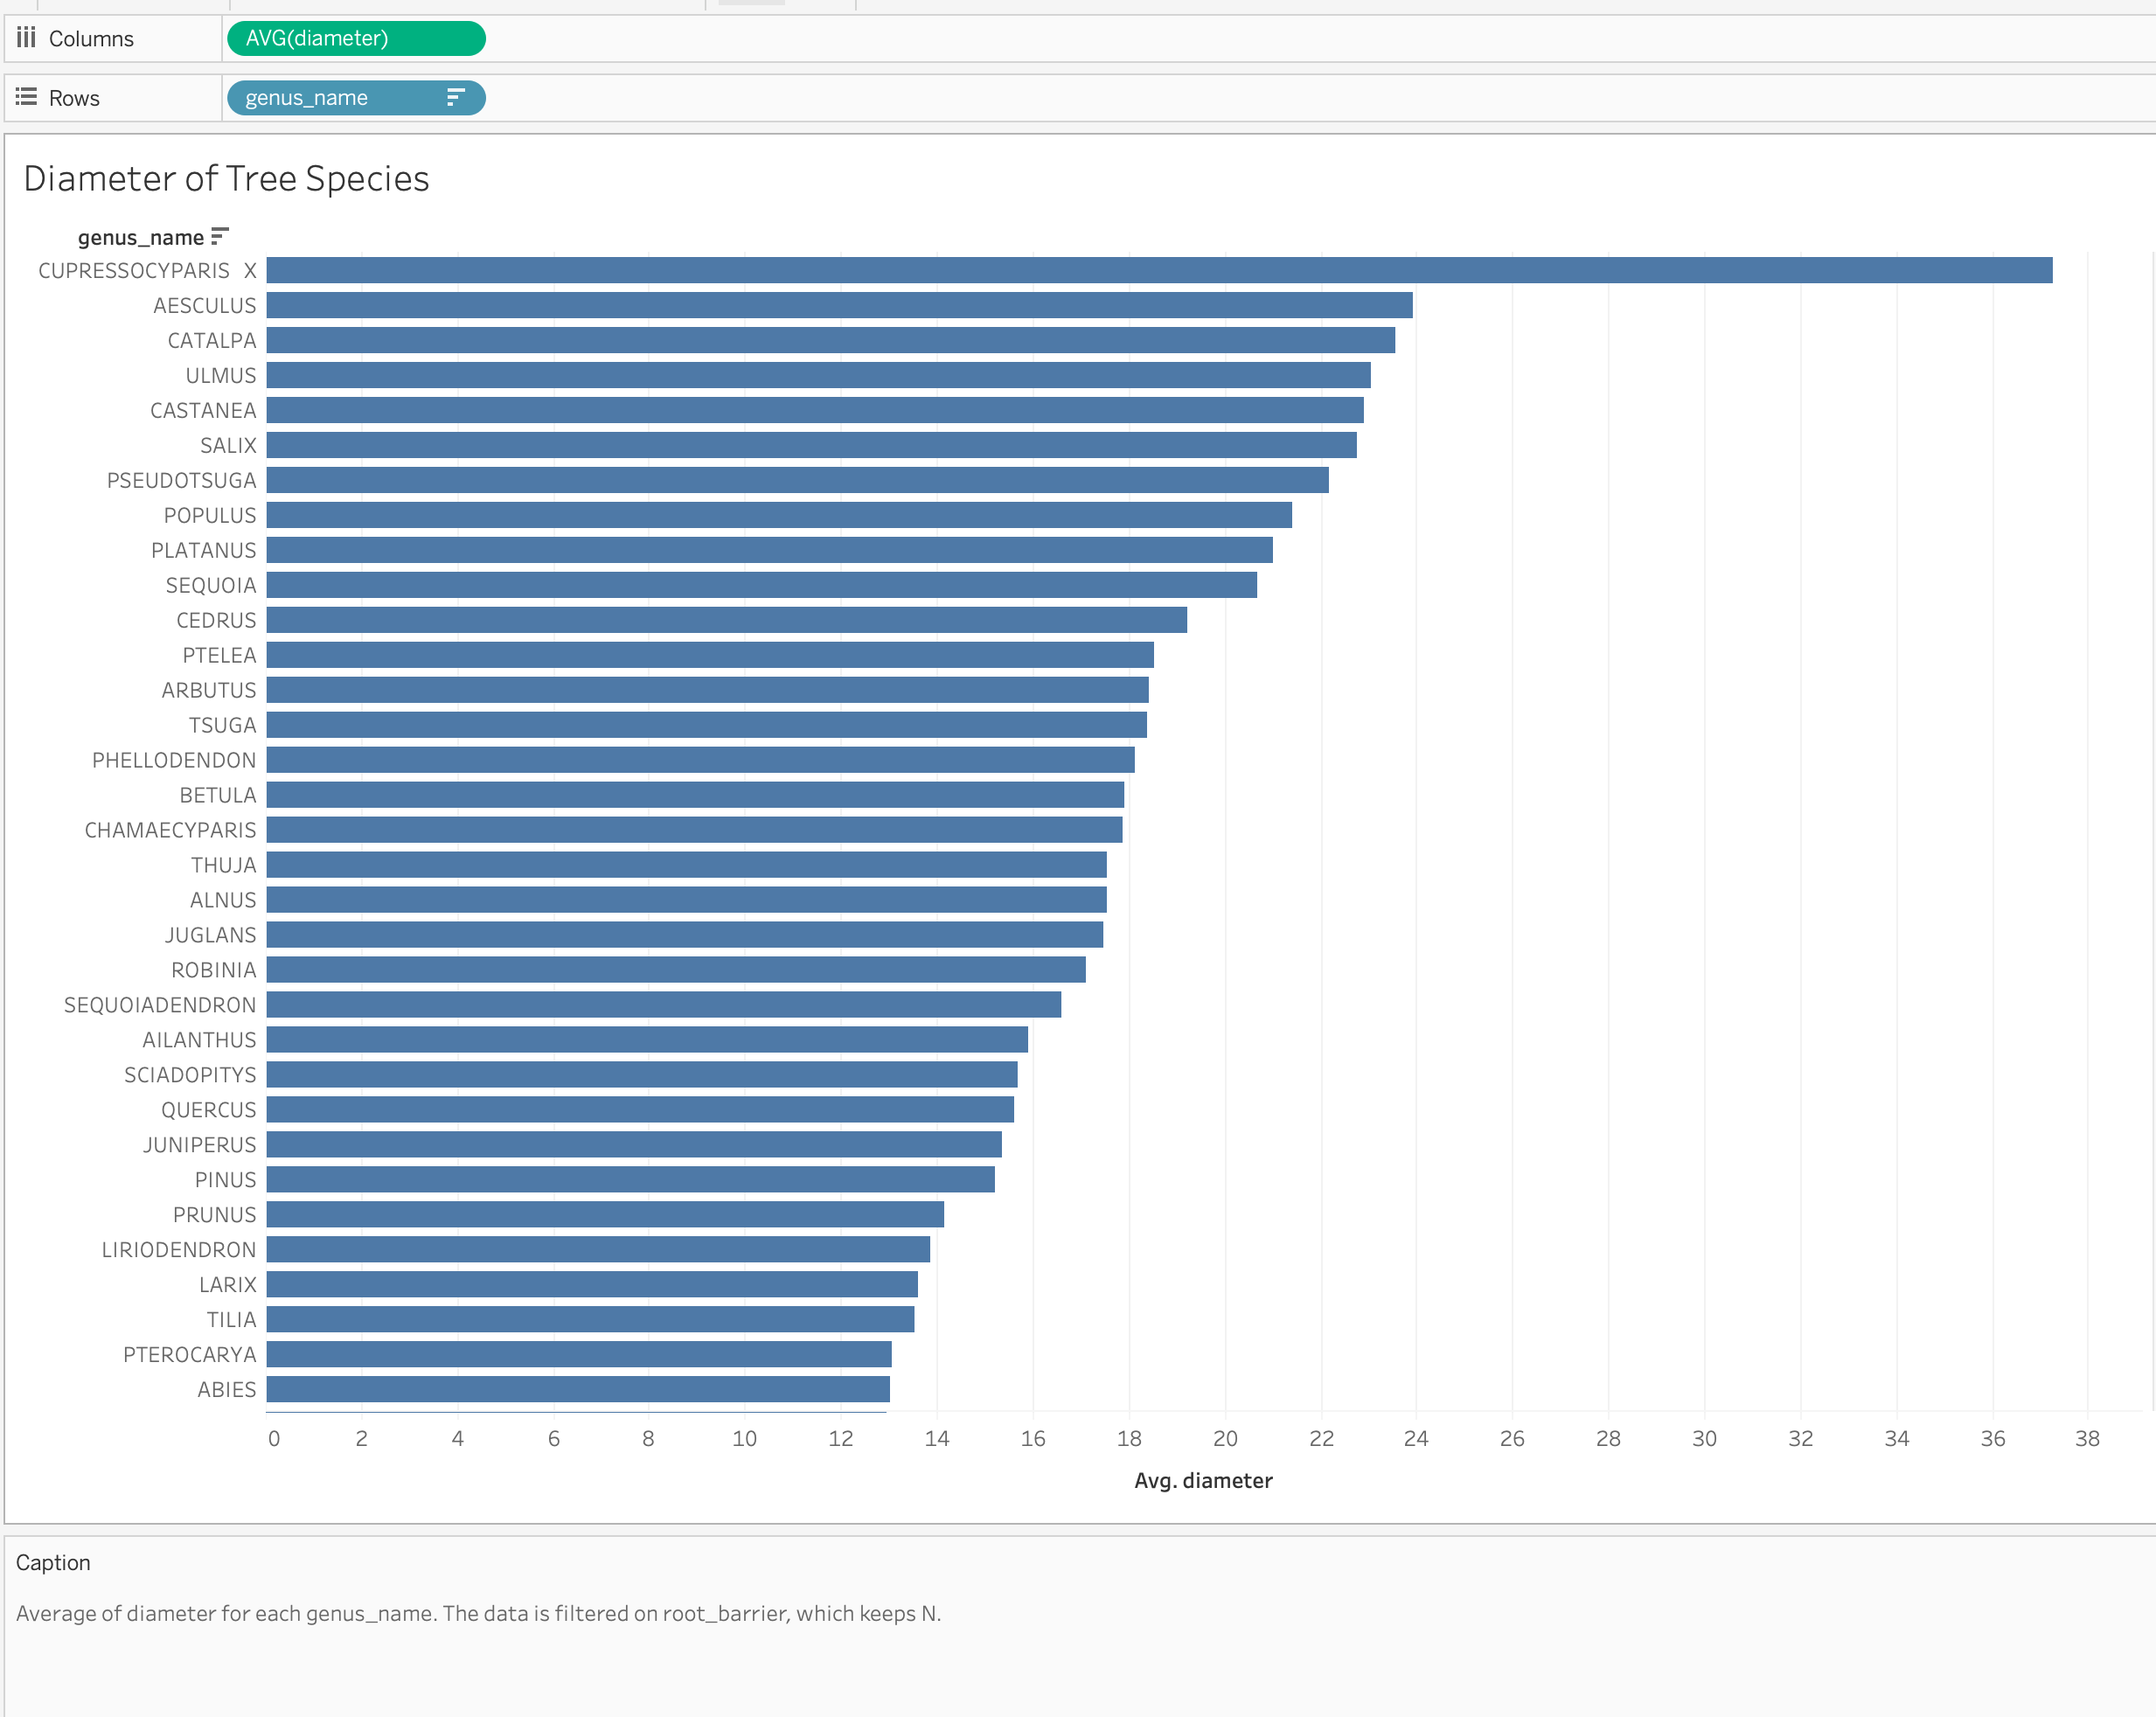 Columns
AVG(diameter)
Rows
genus_name
Diameter of Tree Species
genus_name
CUPRESSOCYPARIS X
AESCULUS
CATALPA
ULMUS
CASTANEA
SALIX
PSEUDOTSUGA
POPULUS
PLATANUS
SEQUOIA
CEDRUS
PTELEA
ARBUTUS
TSUGA
PHELLODENDON
BETULA
CHAMAECYPARIS
THUJA
ALNUS
JUGLANS
ROBINIA
SEQUOIADENDRON
AILANTHUS
SCIADOPITYS
QUERCUS
JUNIPERUS
PINUS
PRUNUS
LIRIODENDRON
LARIX
TILIA
PTEROCARYA
ABIES
0 2 4 6 8 10 12 14 16 18 20 22 24 26 28 30 32 34 36 38
Avg. diameter
Caption
Average of diameter for each genus_name. The data is filtered on root_barrier, which keeps N.